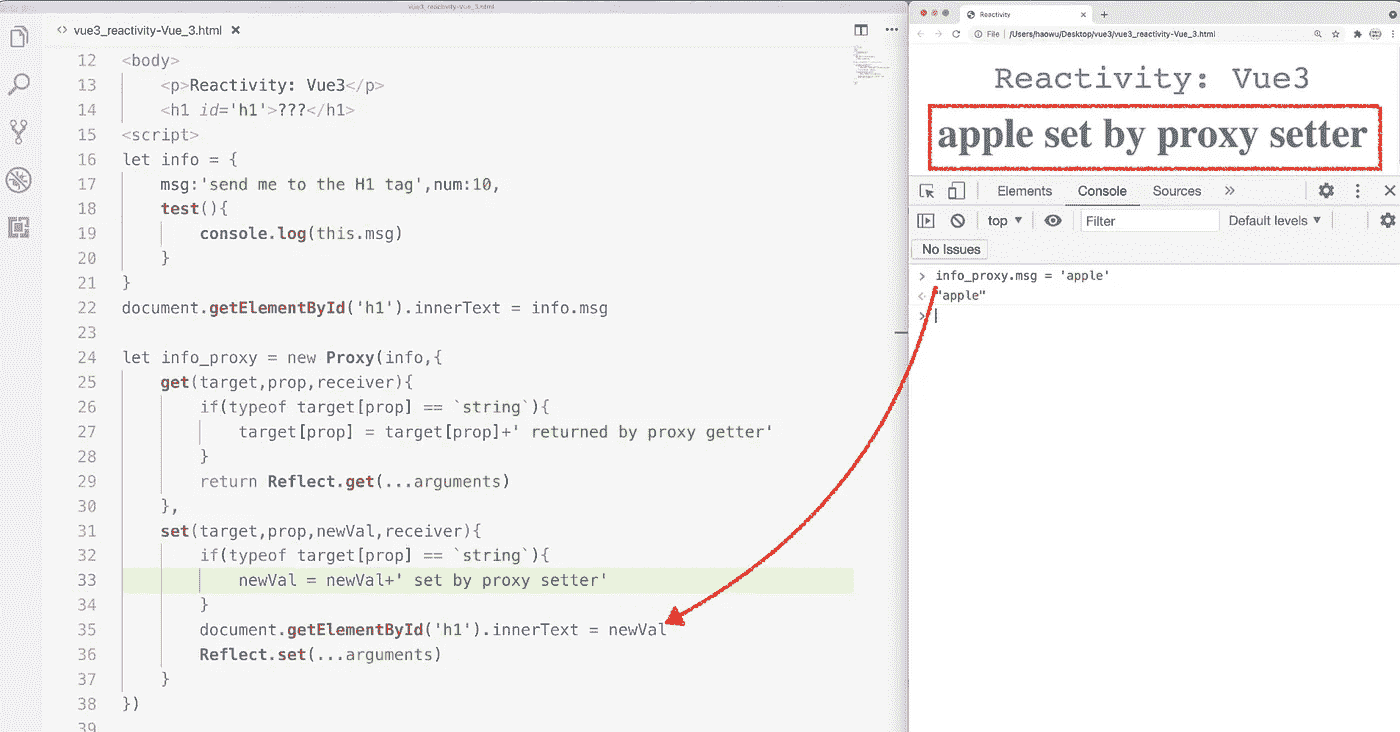 vue3_reactivity-Vue_3.html
<> vue3_reactivity-Vue_3.html ×
12 <body>
13 <p>Reactivity: Vue3</p>
14 <h1 id='h1'>???</h1>
15 <script>
16 let info = {
17 msg:'send me to the H1 tag',num:10,
18 test(){
19 console.log(this.msg)
20 }
21 }
22 document.getElementById('h1').innerText = info.msg
23
24 let info_proxy = new Proxy(info,{
25 get(target,prop,receiver){
26 if(typeof target[prop] == `string`){
27 target[prop] = target[prop]+' returned by proxy getter'
28 }
29 return Reflect.get(...arguments)
30 },
31 set(target,prop,newVal,receiver){
32 if(typeof target[prop] == `string`){
33 newVal = newVal+' set by proxy setter'
34 }
35 document.getElementById('h1').innerText = newVal
36 Reflect.set(...arguments)
37 }
38 })
39
Reactivity
File /Users/haowu/Desktop/vue3/vue3_reactivity-Vue_3.html
Reactivity: Vue3
apple set by proxy setter
Elements Console Sources »
top Filter Default levels
No Issues
> info_proxy.msg = 'apple'
"apple"
>